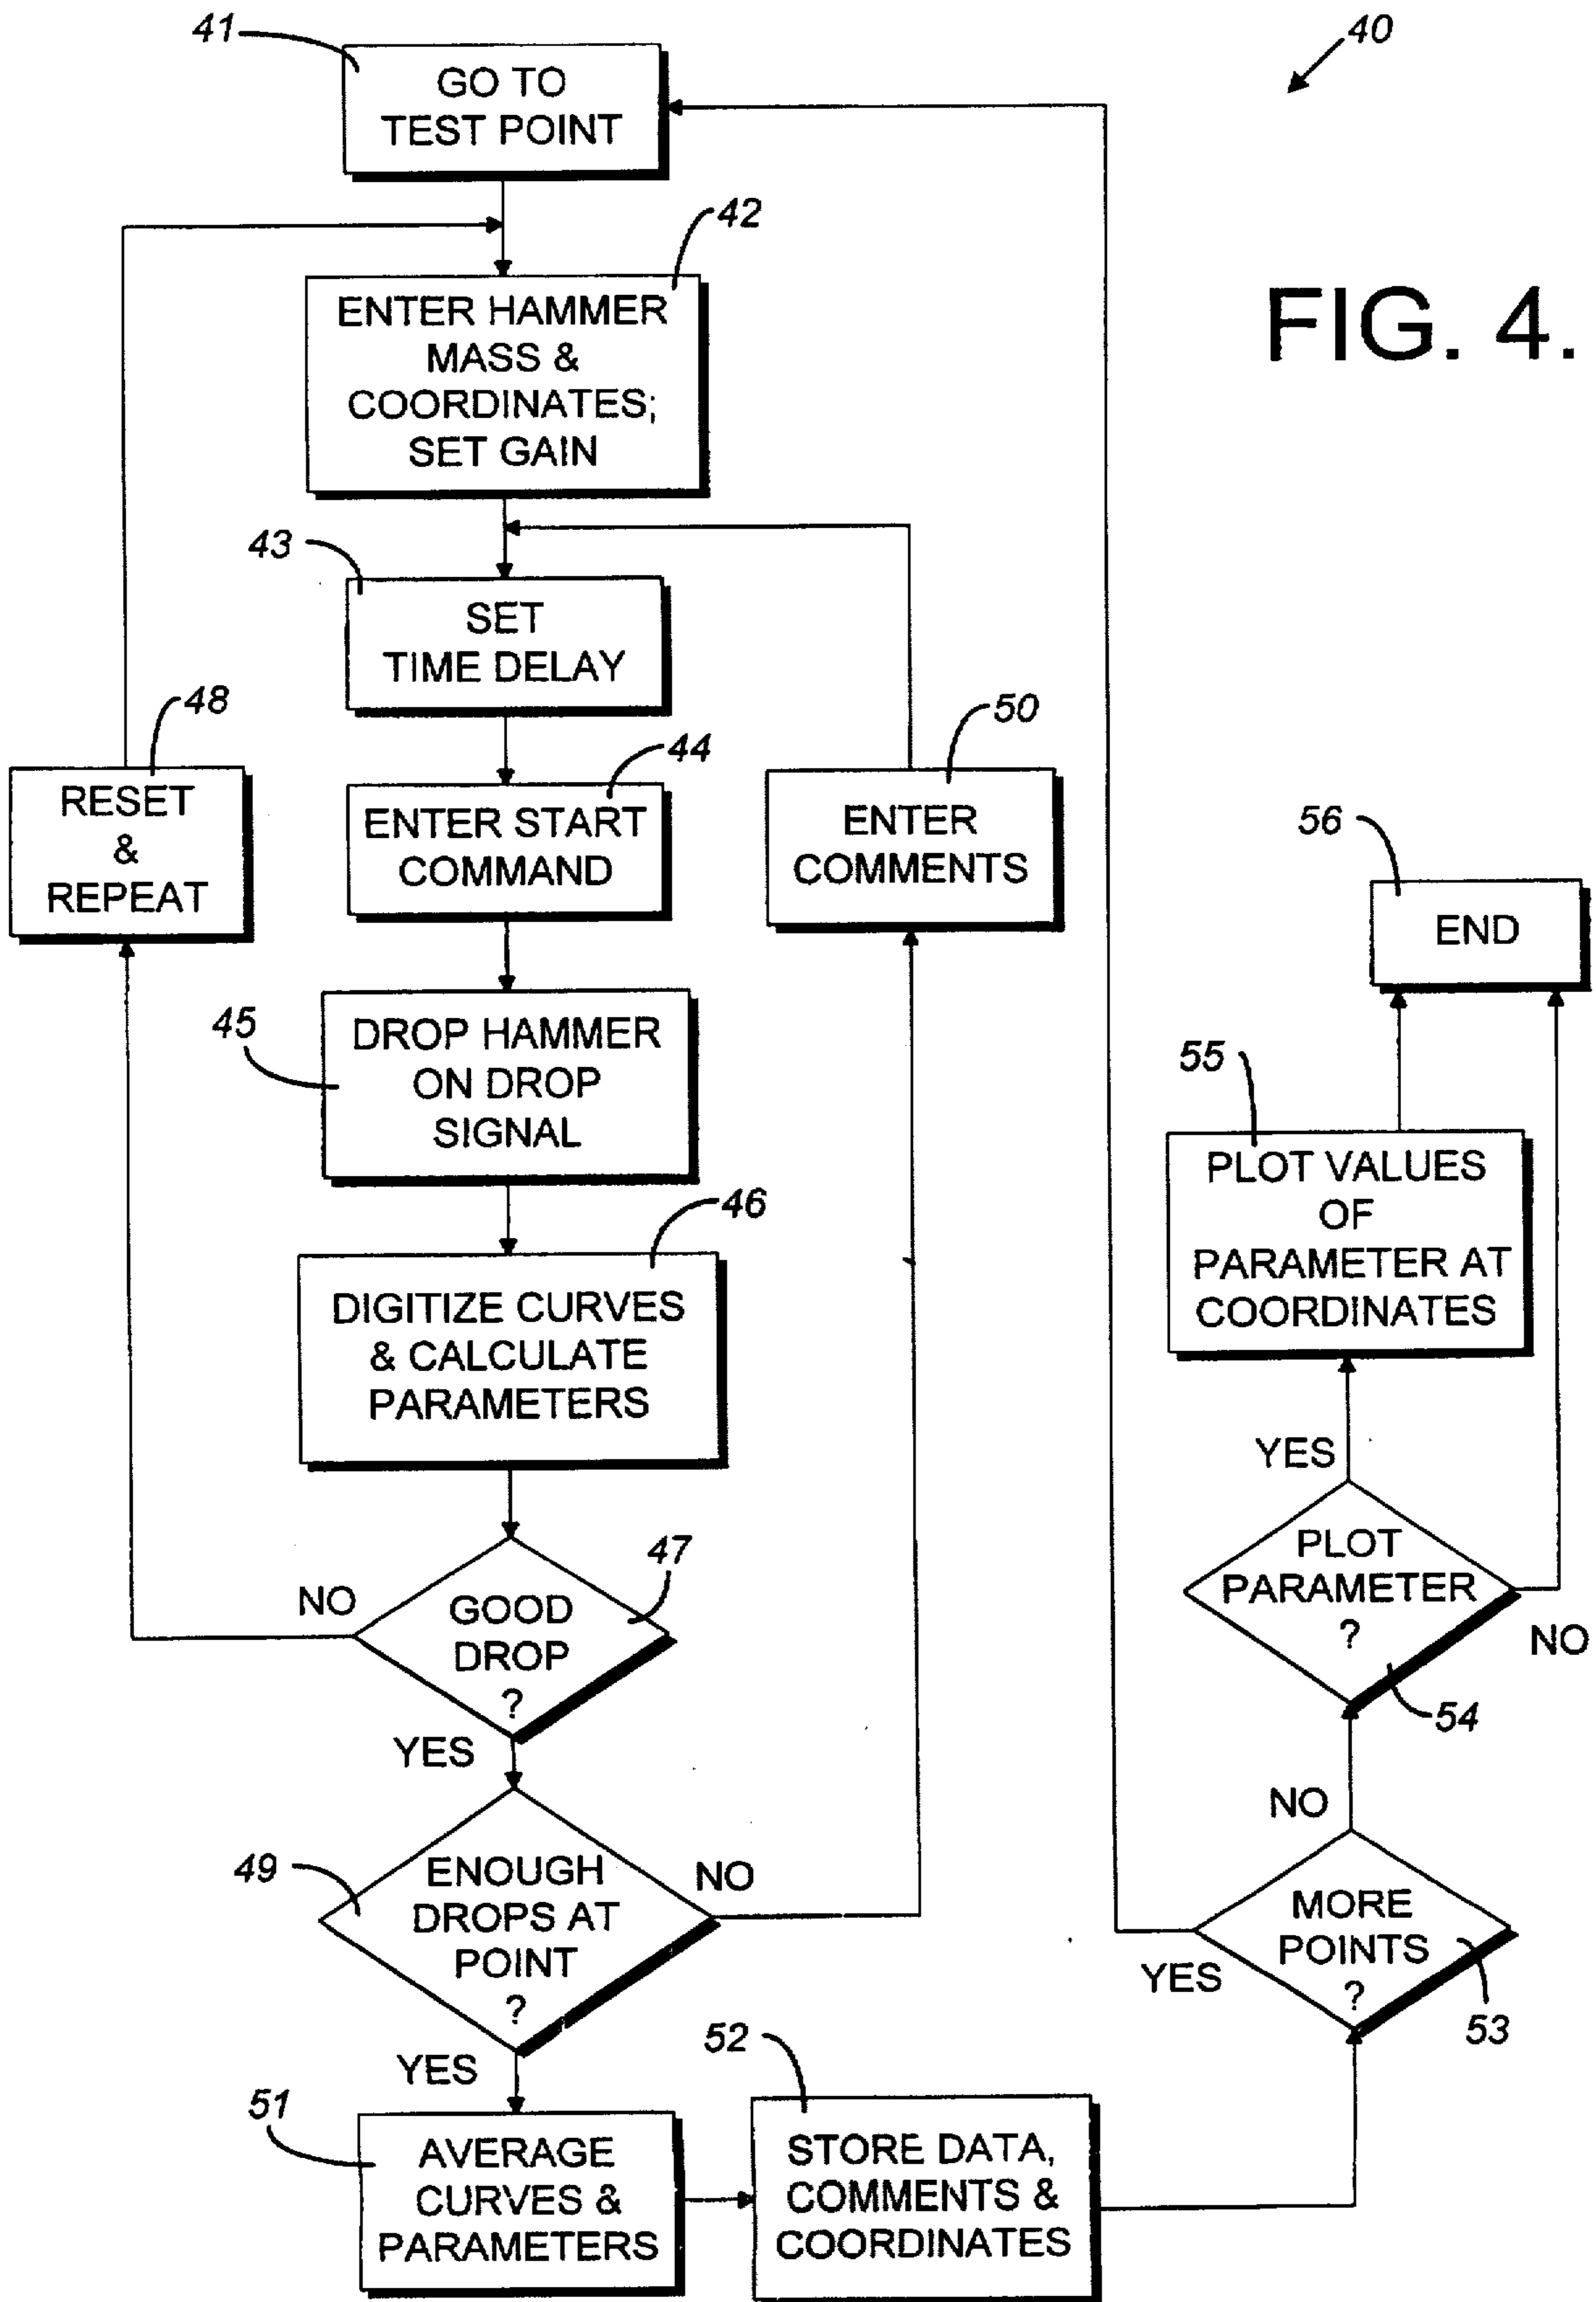 41
40
GO TO
TEST POINT
42
ENTER HAMMER
MASS &
COORDINATES;
SET GAIN
FIG. 4.
43
SET
TIME DELAY
48
RESET
&
REPEAT
44
ENTER START
COMMAND
50
ENTER
COMMENTS
56
END
45
DROP HAMMER
ON DROP
SIGNAL
55
PLOT VALUES
OF
PARAMETER AT
COORDINATES
46
DIGITIZE CURVES
& CALCULATE
PARAMETERS
YES
47
NO
GOOD
DROP
?
PLOT
PARAMETER
?
NO
54
YES
NO
49
ENOUGH
DROPS AT
POINT
?
NO
MORE
POINTS
?
YES
53
YES
51
AVERAGE
CURVES &
PARAMETERS
52
STORE DATA,
COMMENTS &
COORDINATES